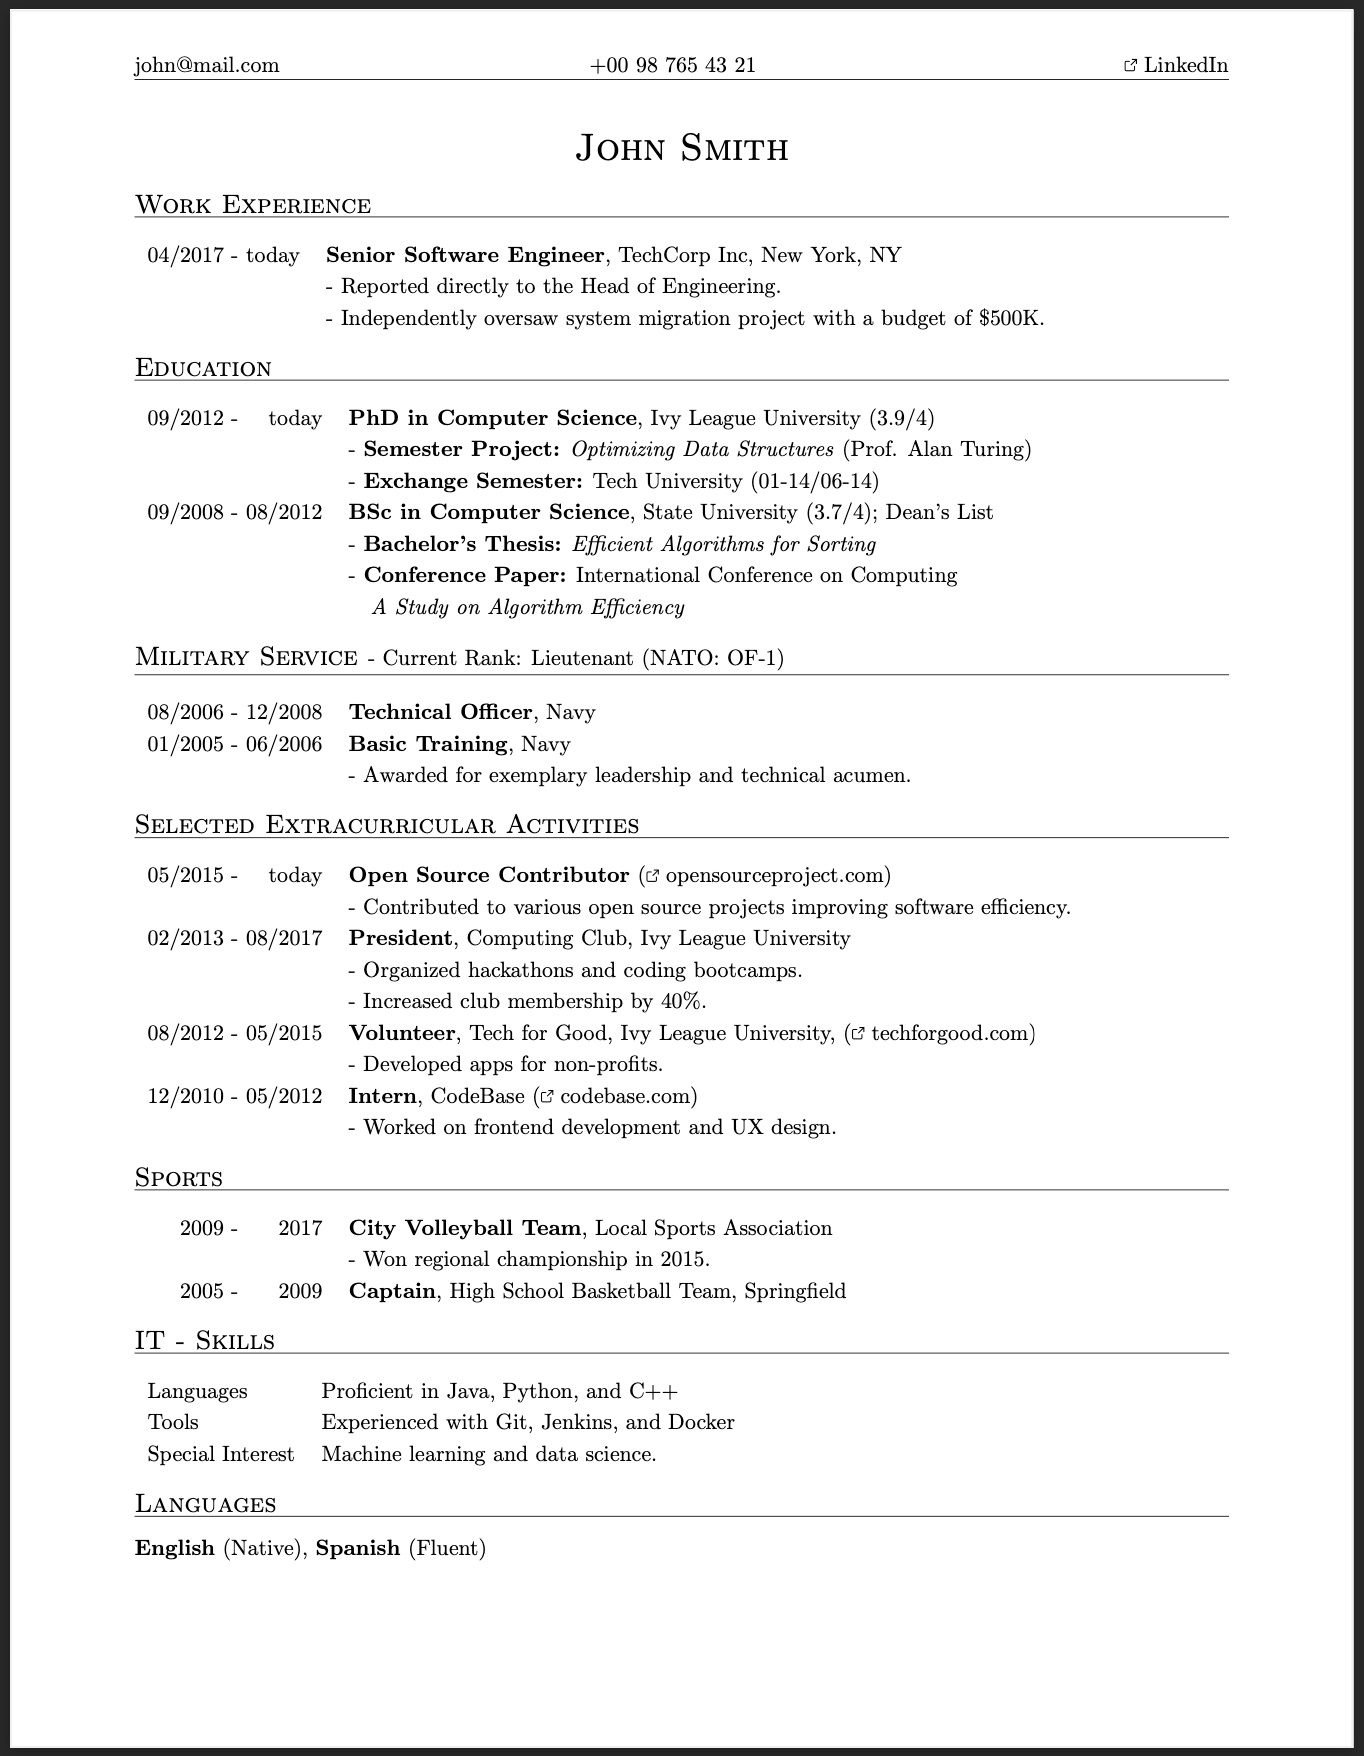 john@mail.com +00 98 765 43 21 LinkedIn
John Smith
Work Experience
04/2017 - today Senior Software Engineer, TechCorp Inc, New York, NY
- Reported directly to the Head of Engineering.
- Independently oversaw system migration project with a budget of $500K.
Education
09/2012 - today PhD in Computer Science, Ivy League University (3.9/4)
- Semester Project: Optimizing Data Structures (Prof. Alan Turing)
- Exchange Semester: Tech University (01-14/06-14)
09/2008 - 08/2012 BSc in Computer Science, State University (3.7/4); Dean's List
- Bachelor's Thesis: Efficient Algorithms for Sorting
- Conference Paper: International Conference on Computing
A Study on Algorithm Efficiency
Military Service - Current Rank: Lieutenant (NATO: OF-1)
08/2006 - 12/2008 Technical Officer, Navy
01/2005 - 06/2006 Basic Training, Navy
- Awarded for exemplary leadership and technical acumen.
Selected Extracurricular Activities
05/2015 - today Open Source Contributor (opensourceproject.com)
- Contributed to various open source projects improving software efficiency.
02/2013 - 08/2017 President, Computing Club, Ivy League University
- Organized hackathons and coding bootcamps.
- Increased club membership by 40%.
08/2012 - 05/2015 Volunteer, Tech for Good, Ivy League University, (techforgood.com)
- Developed apps for non-profits.
12/2010 - 05/2012 Intern, CodeBase (codebase.com)
- Worked on frontend development and UX design.
Sports
2009 - 2017 City Volleyball Team, Local Sports Association
- Won regional championship in 2015.
2005 - 2009 Captain, High School Basketball Team, Springfield
IT - Skills
Languages Proficient in Java, Python, and C++
Tools Experienced with Git, Jenkins, and Docker
Special Interest Machine learning and data science.
Languages
English (Native), Spanish (Fluent)